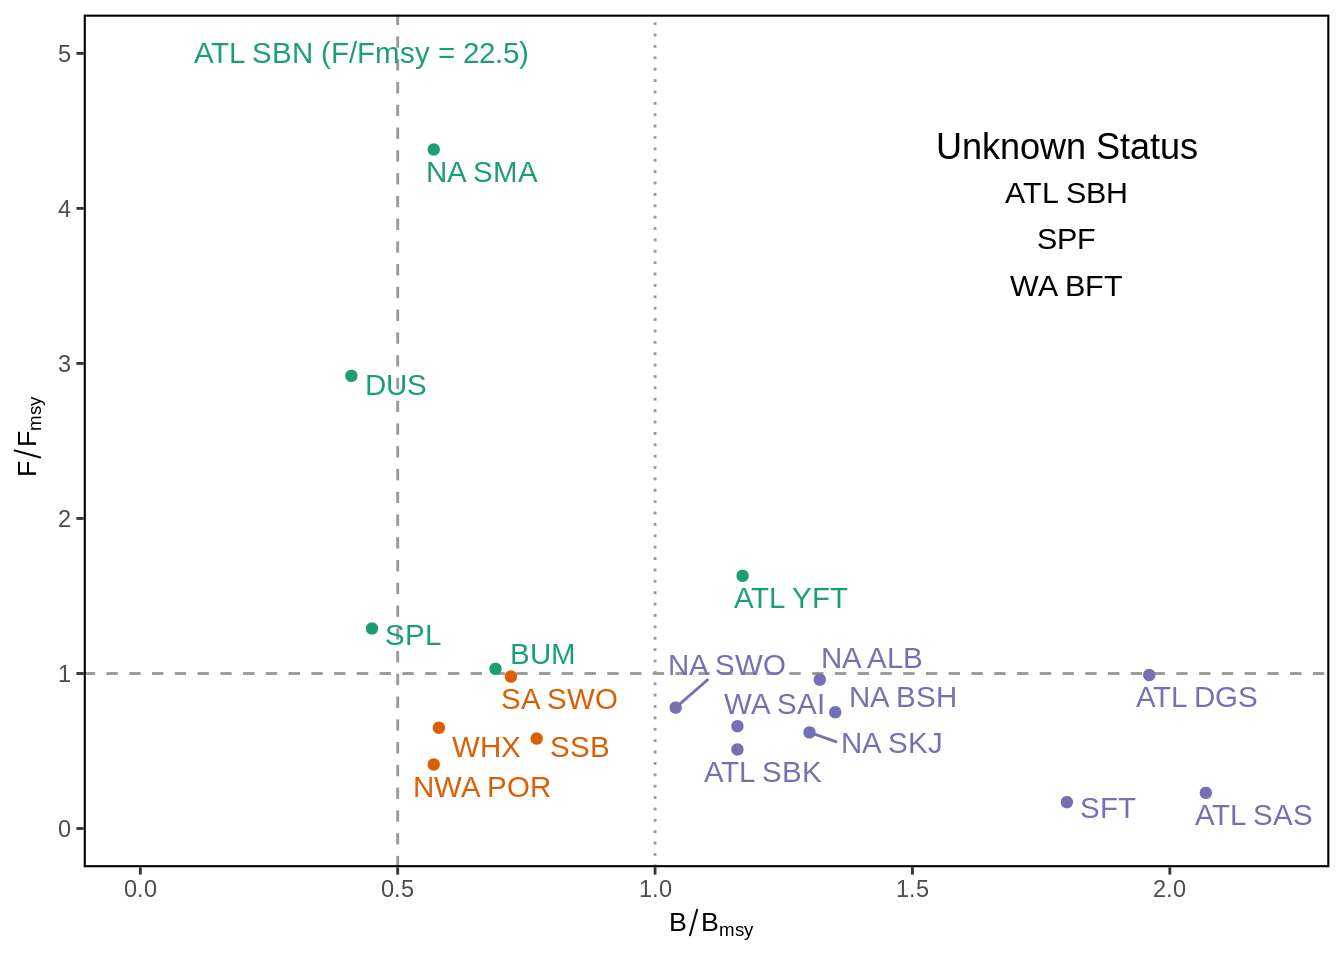 5
ATL SBN (F/Fmsy = 22.5)
Unknown Status
NA SMA
ATL SBH
4
SPF
WA BFT
3
DUS
F/Fmsy
2
ATL YFT
SPL
BUM
NA SWO
NA ALB
1
SA SWO
WA SAI
NA BSH
ATL DGS
WHX
SSB
NA SKJ
ATL SBK
NWA POR
SFT
ATL SAS
0
0.0
0.5
1.0
1.5
2.0
B/Bmsy